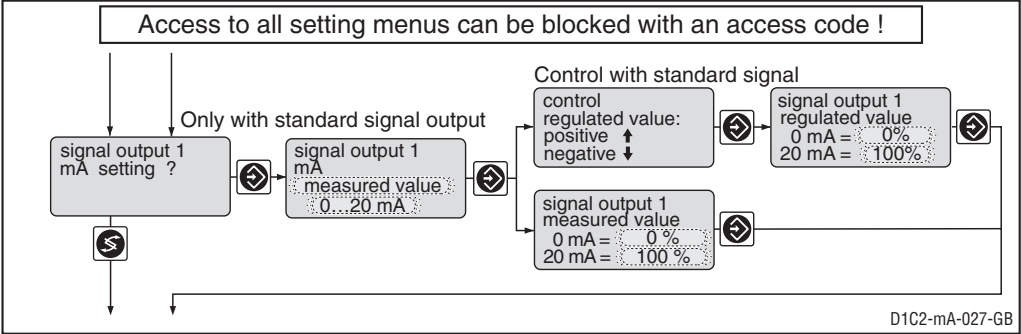 Access to all setting menus can be blocked with an access code !
Control with standard signal
Only with standard signal output
signal output 1
mA setting ?
signal output 1
mA
measured value
0...20 mA
control
regulated value:
positive ⬆
negative ⬇
signal output 1
regulated value
0 mA = 0%
20 mA = 100%
signal output 1
measured value
0 mA = 0 %
20 mA = 100 %
D1C2-mA-027-GB